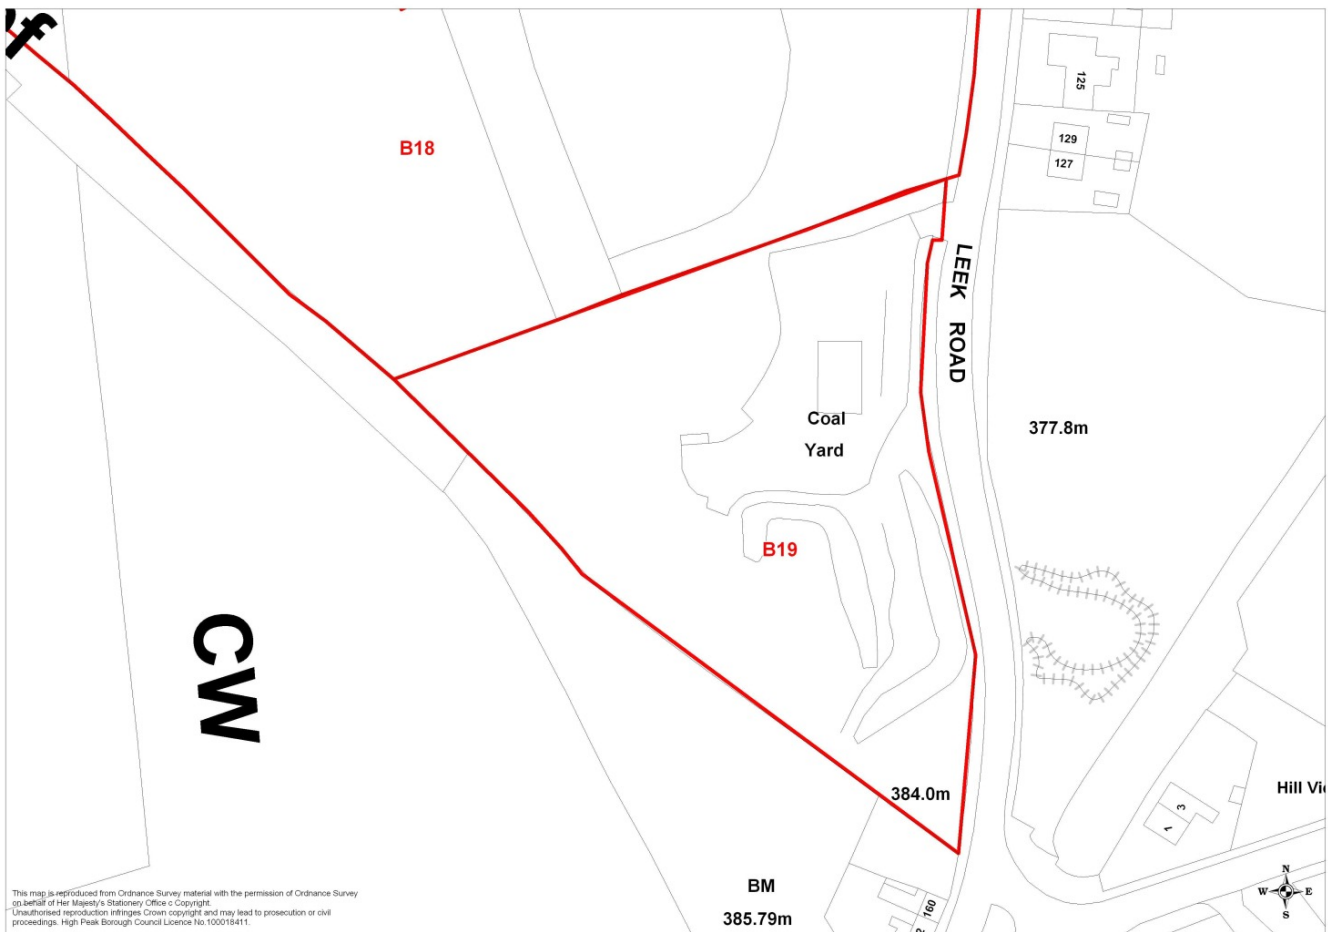 f
B18
125
129
127
LEEK ROAD
377.8m
Coal
Yard
B19
CW
384.0m
3
1
Hill Vi
BM
385.79m
160
N
W E
S
This map is reproduced from Ordnance Survey material with the permission of Ordnance Survey
on behalf of Her Majesty's Stationery Office c Copyright.
Unauthorised reproduction infringes Crown copyright and may lead to prosecution or civil
proceedings. High Peak Borough Council Licence No.100018411.